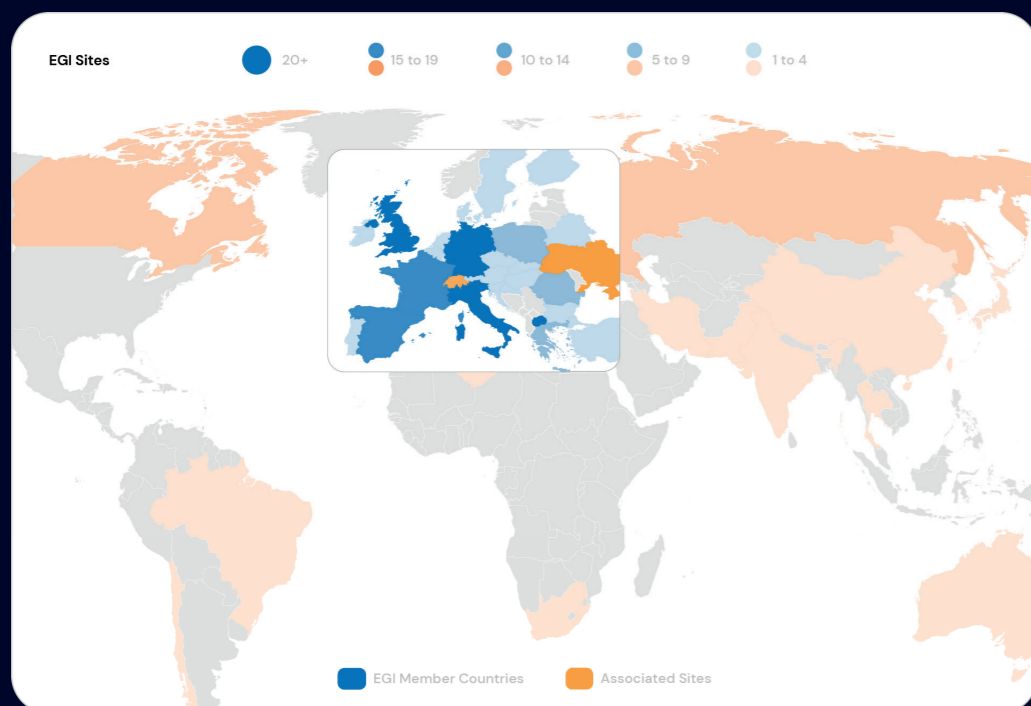 EGI Sites
20+
15 to 19
10 to 14
5 to 9
1 to 4
EGI Member Countries
Associated Sites